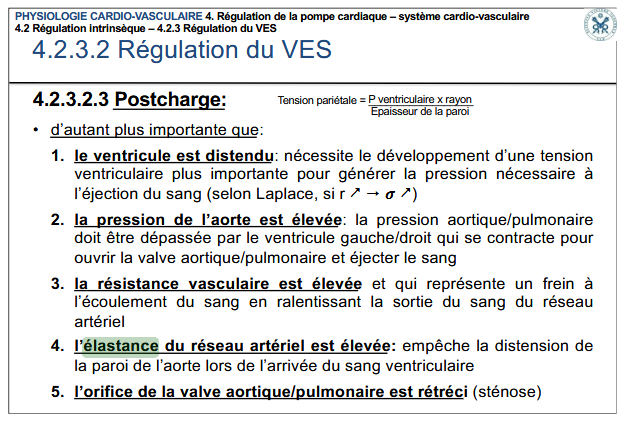 PHYSIOLOGIE CARDIO-VASCULAIRE 4. Régulation de la pompe cardiaque – système cardio-vasculaire
4.2 Régulation intrinsèque – 4.2.3 Régulation du VES
4.2.3.2 Régulation du VES
4.2.3.2.3 Postcharge:
Tension pariétale = P ventriculaire x rayon
Epaisseur de la paroi
• d'autant plus importante que:
1. le ventricule est distendu: nécessite le développement d'une tension
ventriculaire plus importante pour générer la pression nécessaire à
l'éjection du sang (selon Laplace, si r ↗ → σ ↗)
2. la pression de l'aorte est élevée: la pression aortique/pulmonaire
doit être dépassée par le ventricule gauche/droit qui se contracte pour
ouvrir la valve aortique/pulmonaire et éjecter le sang
3. la résistance vasculaire est élevée et qui représente un frein à
l'écoulement du sang en ralentissant la sortie du sang du réseau
artériel
4. l'élastance du réseau artériel est élevée: empêche la distension de
la paroi de l'aorte lors de l'arrivée du sang ventriculaire
5. l'orifice de la valve aortique/pulmonaire est rétréci (sténose)